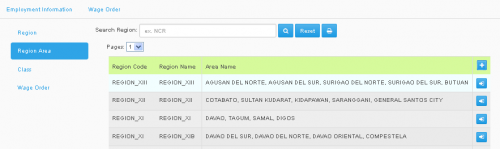 Employment Information Wage Order
Region
Region Area
Class
Wage Order
Search Region: ex: NCR Reset
Pages: 1
Region Code Region Name Area Name
REGION_XIII REGION_XIII AGUSAN DEL NORTE, AGUSAN DEL SUR, SURIGAO DEL NORTE, SURIGAO DEL SUR, BUTUAN
REGION_XII REGION_XII COTABATO, SULTAN KUDARAT, KIDAPAWAN, SARANGGANI, GENERAL SANTOS CITY
REGION_XI REGION_XI DAVAO, TAGUM, SAMAL, DIGOS
REGION_XIB REGION_XIB DAVAO DEL SUR, DAVAO DEL NORTE, DAVAO ORIENTAL, COMPESTELA